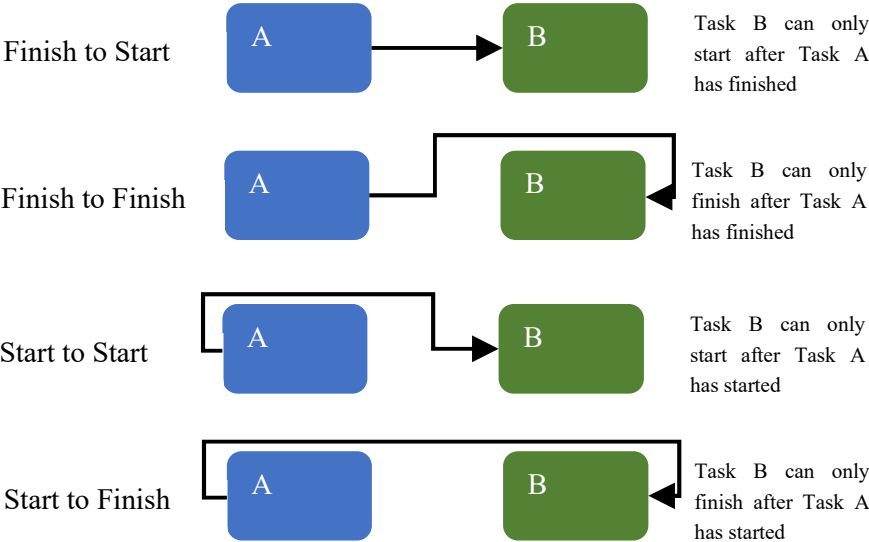 Finish to Start
A
B
Task B can only
start after Task A
has finished
Finish to Finish
A
B
Task B can only
finish after Task A
has finished
Start to Start
A
B
Task B can only
start after Task A
has started
Start to Finish
A
B
Task B can only
finish after Task A
has started